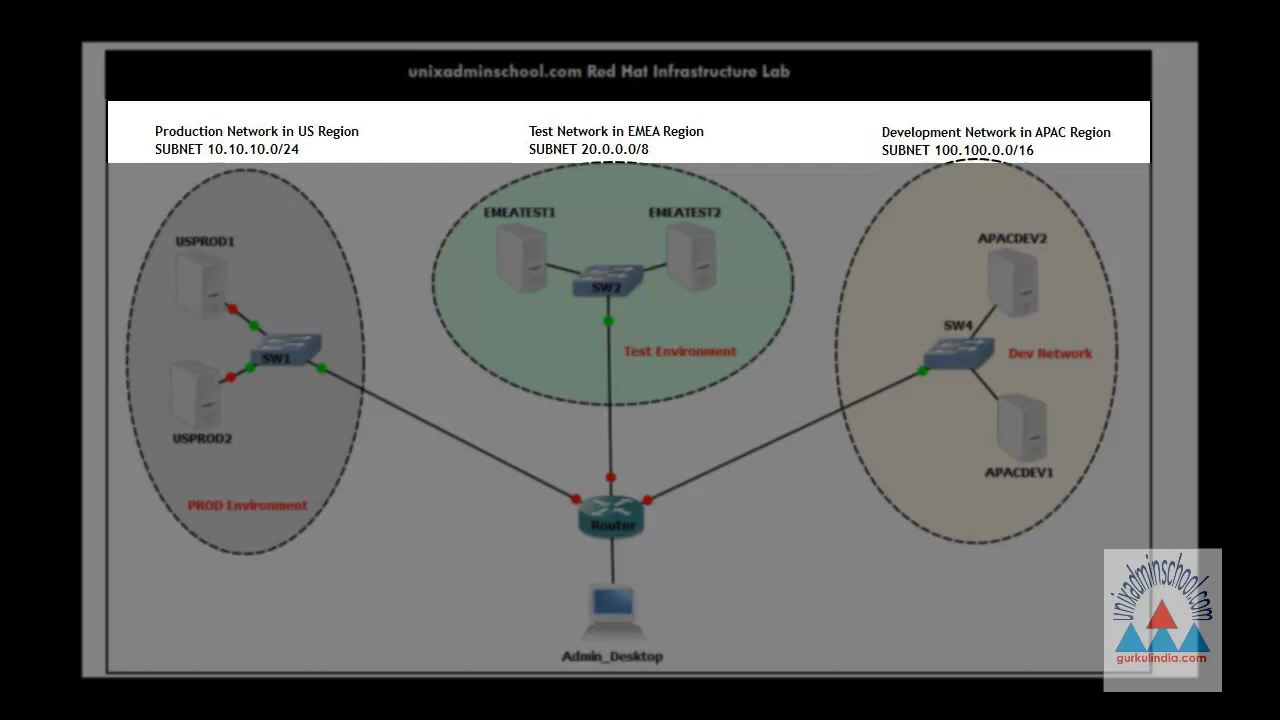 unixadminschool.com Red Hat Infrastructure Lab
Production Network in US Region
SUBNET 10.10.10.0/24
Test Network in EMEA Region
SUBNET 20.0.0.0/8
Development Network in APAC Region
SUBNET 100.100.0.0/16
USPROD1
SW1
USPROD2
PROD Environment
EMEATEST1
EMEATEST2
SW2
Test Environment
APACDEV2
SW4
Dev Network
APACDEV1
Router
Admin_Desktop
unixadminschool.com
gurkulindia.com